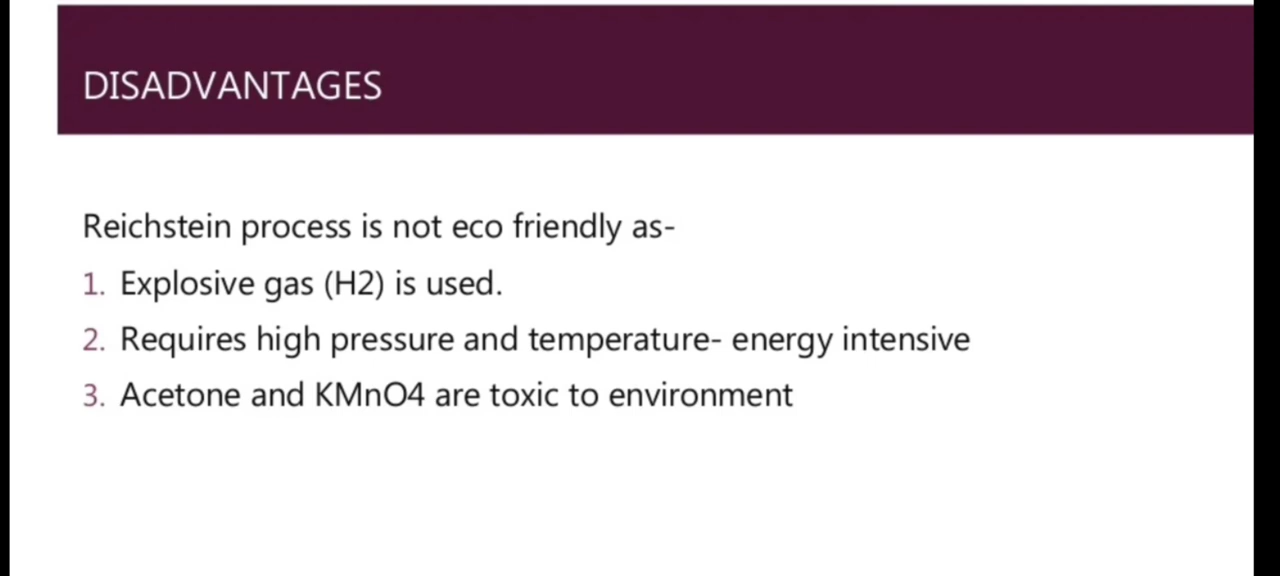 DISADVANTAGES
Reichstein process is not eco friendly as-
1. Explosive gas (H2) is used.
2. Requires high pressure and temperature- energy intensive
3. Acetone and KMnO4 are toxic to environment